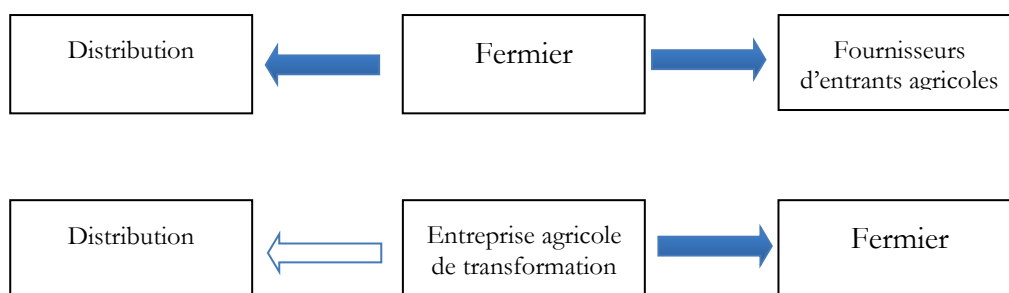 Distribution
Fermier
Fournisseurs
d'entrants agricoles
Distribution
Entreprise agricole
de transformation
Fermier